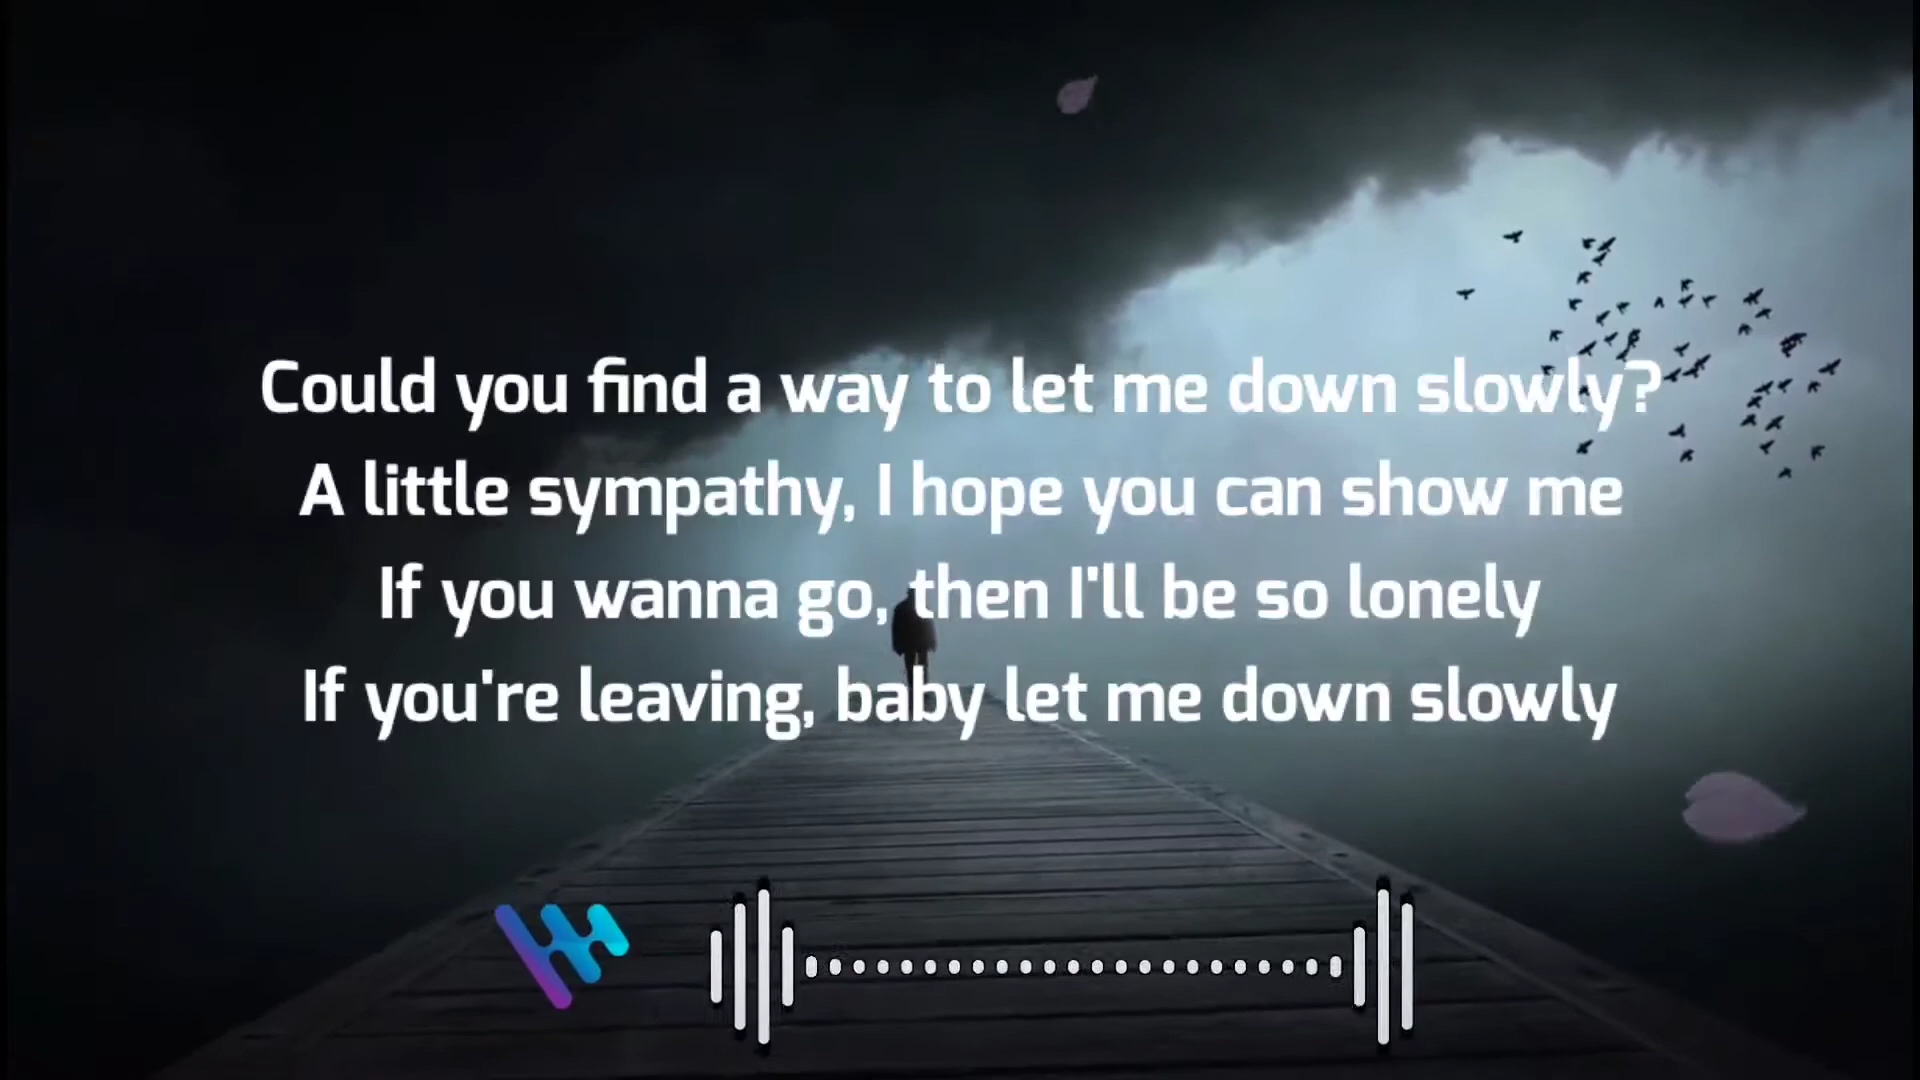 Could you find a way to let me down slowly?
A little sympathy, I hope you can show me
If you wanna go, then I'll be so lonely
If you're leaving, baby let me down slowly